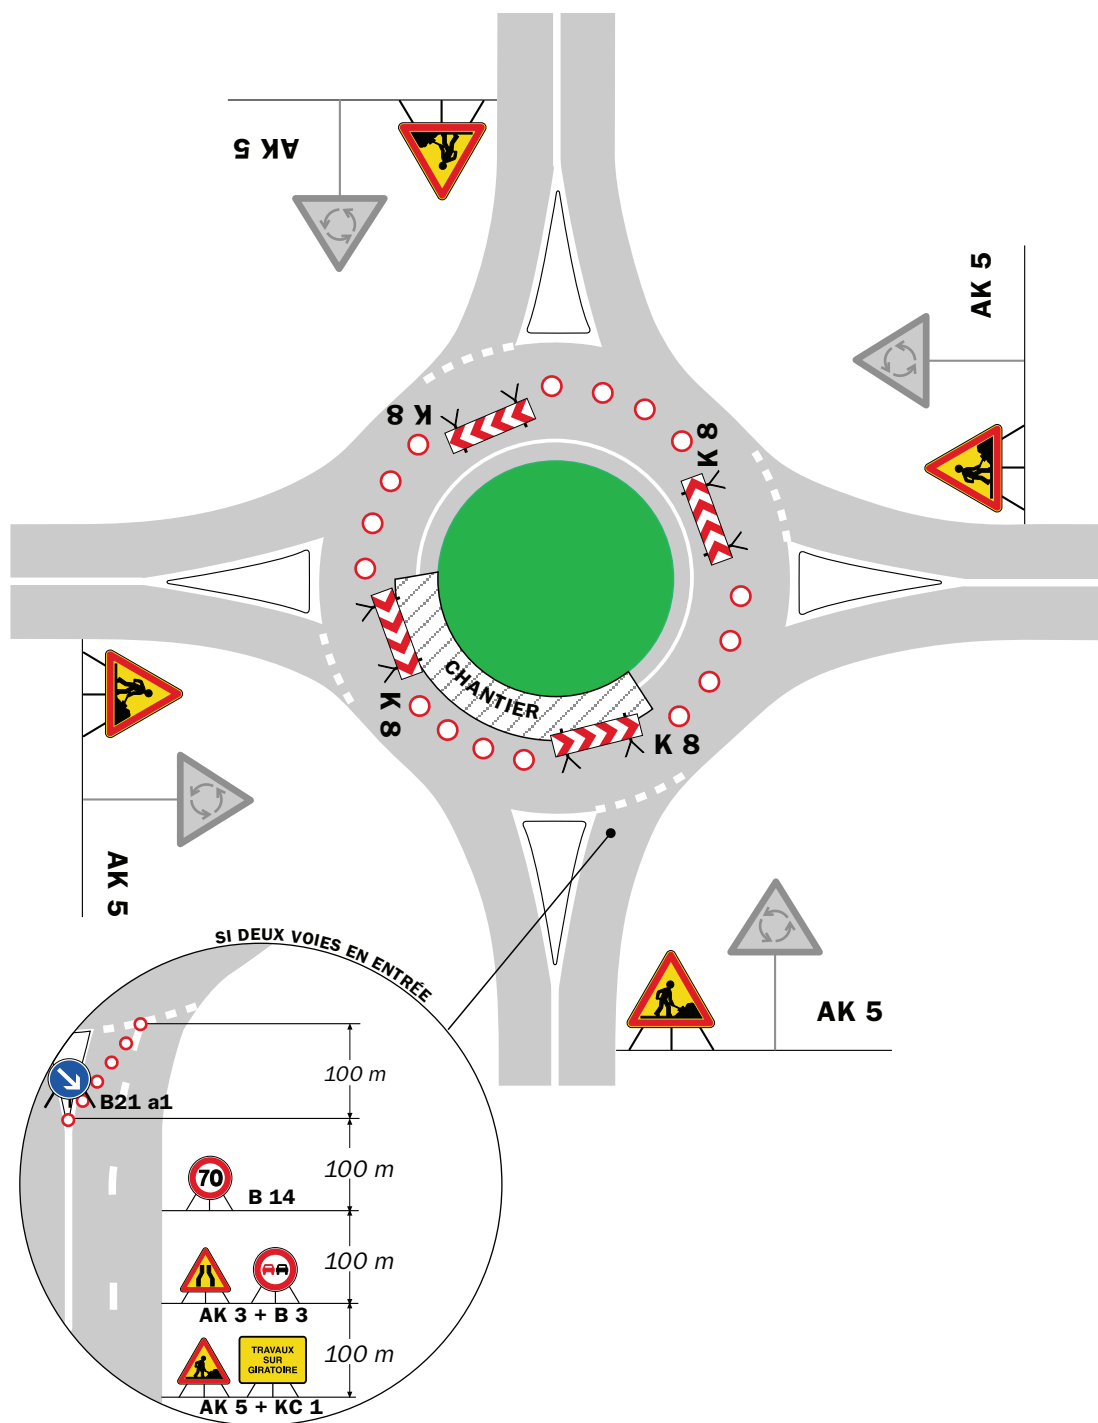 AK 5
AK 5
K 8
K 8
CHANTIER
K 8
K 8
AK 5
AK 5
SI DEUX VOIES EN ENTRÉE
100 m
B21 a1
70
B 14
100 m
100 m
AK 3 + B 3
TRAVAUX
SUR
GIRATOIRE
100 m
AK 5 + KC 1